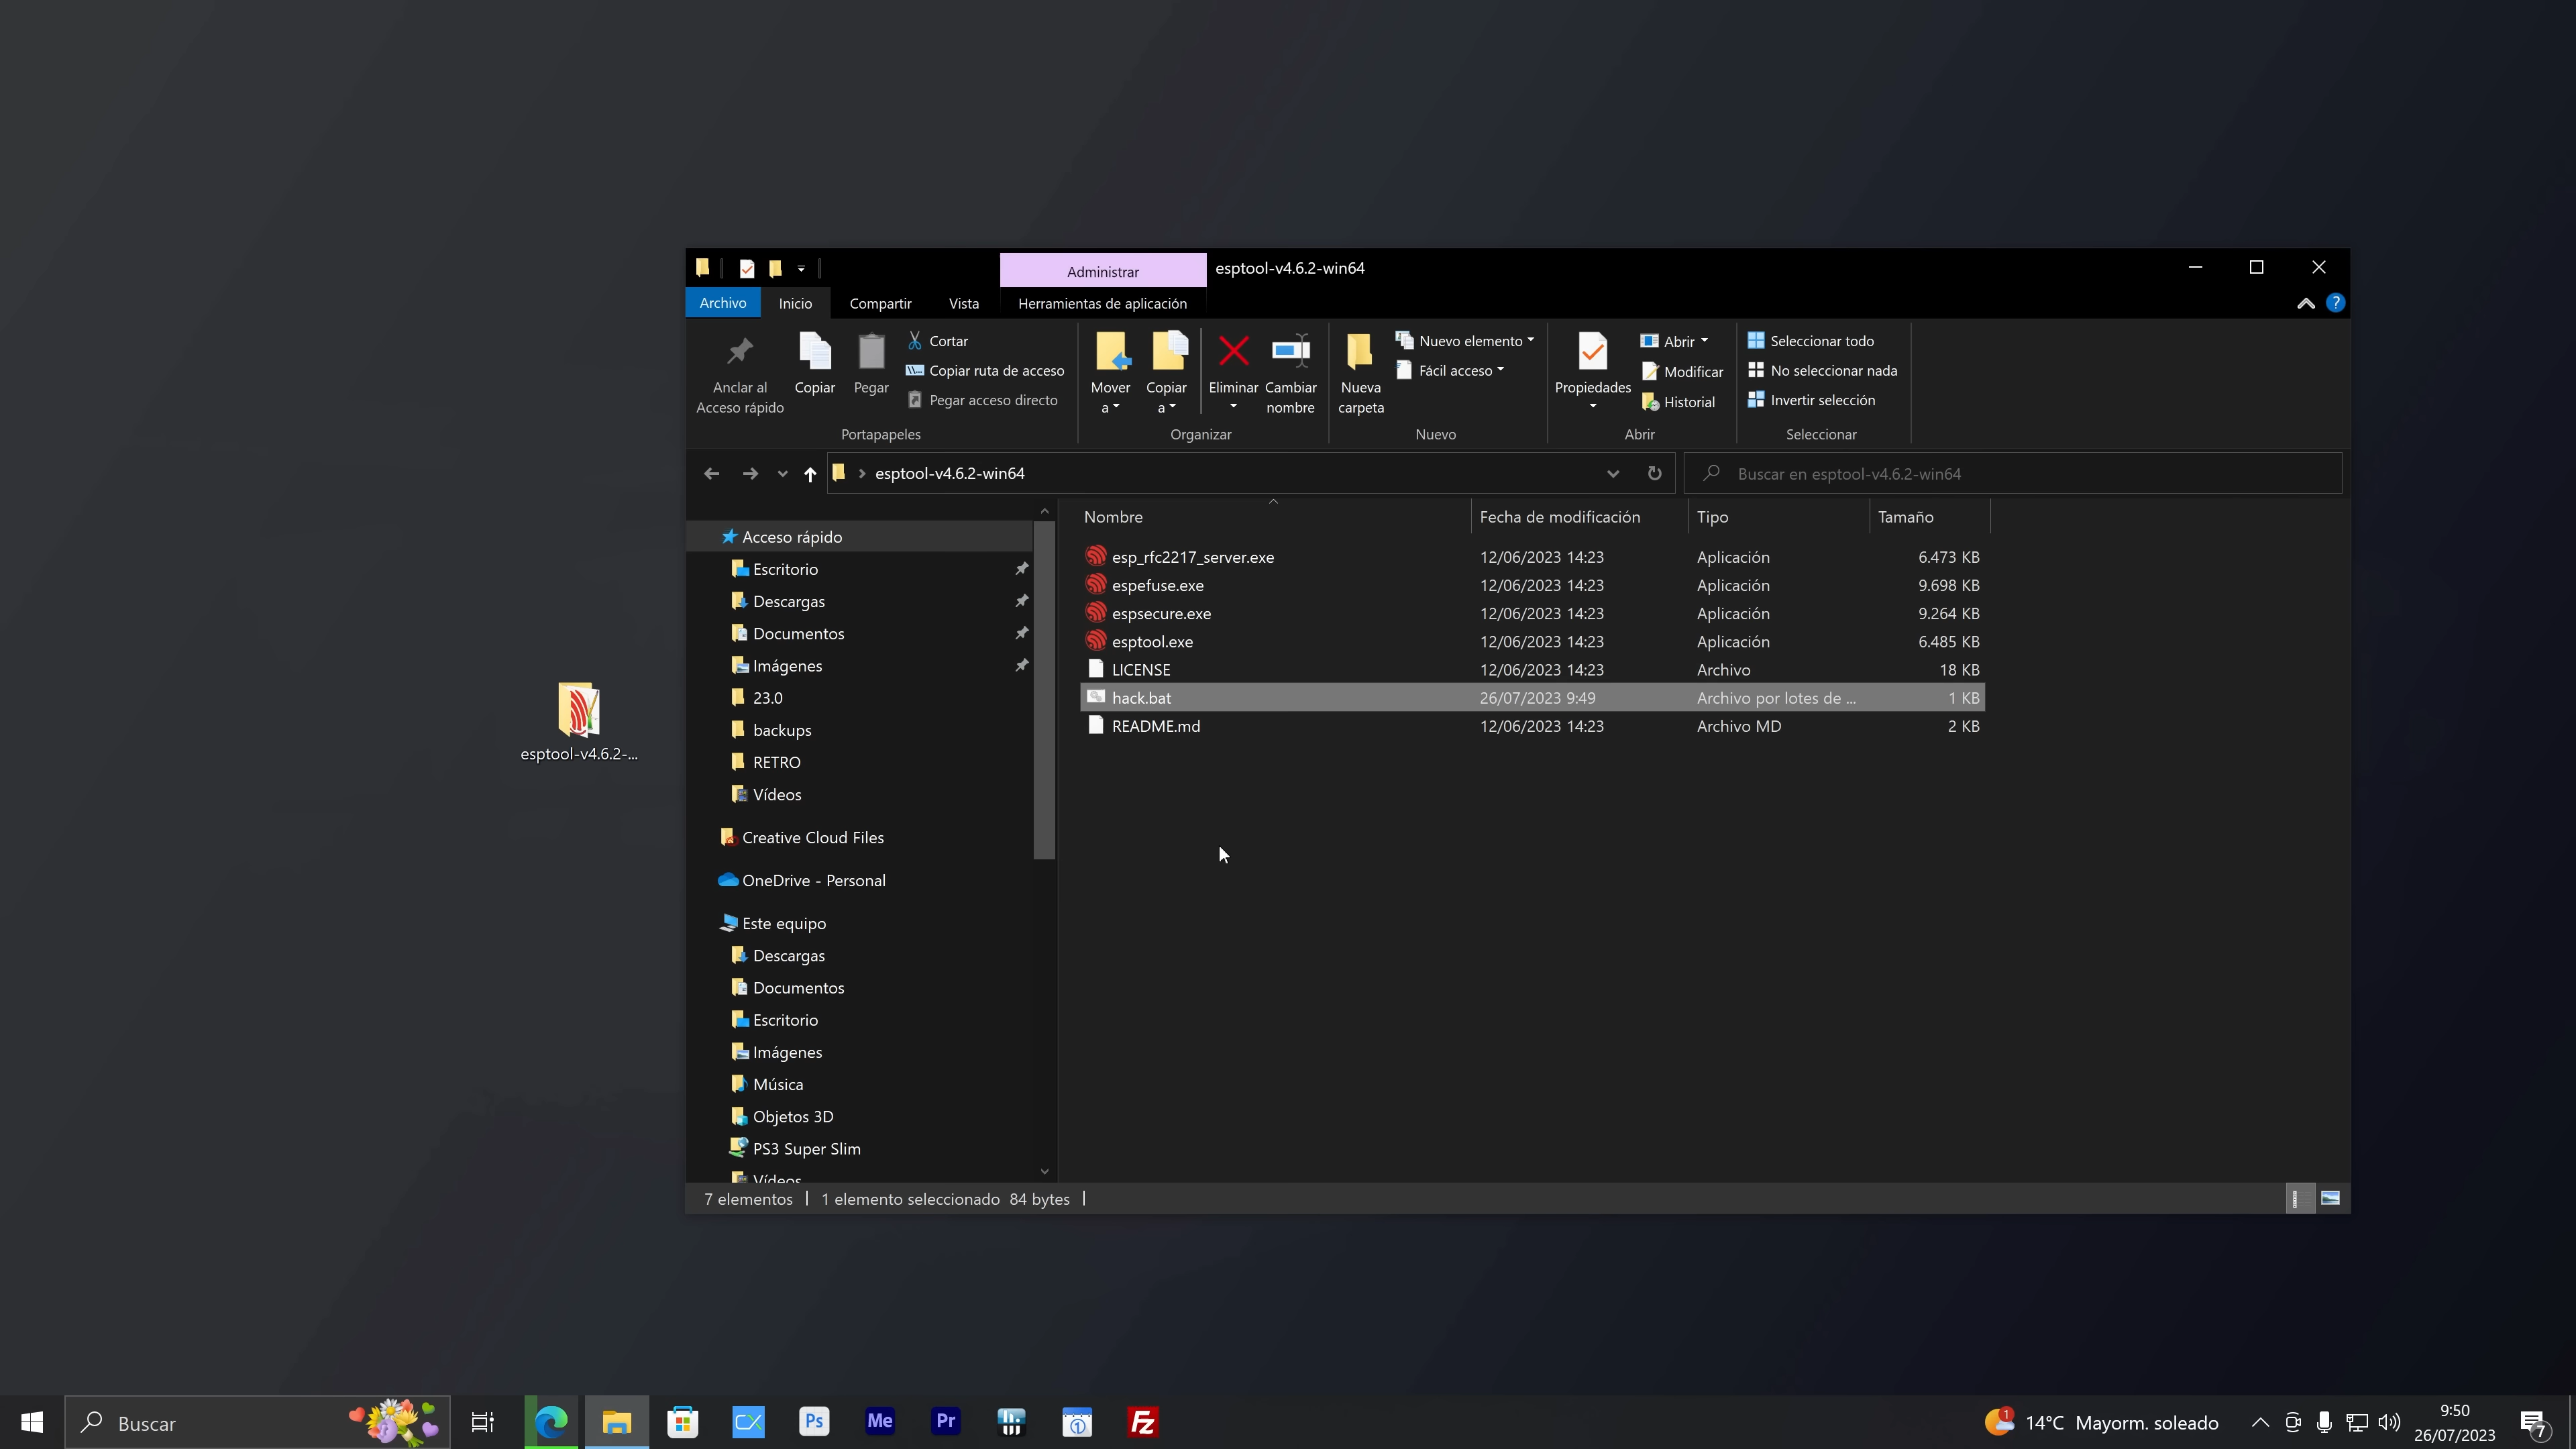 Administrar
esptool-v4.6.2-win64
Archivo
Inicio
Compartir
Vista
Herramientas de aplicación
Anclar al
Acceso rápido
Copiar
Pegar
Cortar
Copiar ruta de acceso
Pegar acceso directo
Portapapeles
Mover
a
Copiar
a
Eliminar
Cambiar
nombre
Organizar
Nueva
carpeta
Nuevo elemento
Fácil acceso
Nuevo
Propiedades
Abrir
Modificar
Historial
Abrir
Seleccionar todo
No seleccionar nada
Invertir selección
Seleccionar
esptool-v4.6.2-win64
Buscar en esptool-v4.6.2-win64
Acceso rápido
Escritorio
Descargas
Documentos
Imágenes
23.0
backups
RETRO
Vídeos
Creative Cloud Files
OneDrive - Personal
Este equipo
Descargas
Documentos
Escritorio
Imágenes
Música
Objetos 3D
PS3 Super Slim
Vídeos
Nombre Fecha de modificación Tipo Tamaño
esp_rfc2217_server.exe 12/06/2023 14:23 Aplicación 6.473 KB
espefuse.exe 12/06/2023 14:23 Aplicación 9.698 KB
espsecure.exe 12/06/2023 14:23 Aplicación 9.264 KB
esptool.exe 12/06/2023 14:23 Aplicación 6.485 KB
LICENSE 12/06/2023 14:23 Archivo 18 KB
hack.bat 26/07/2023 9:49 Archivo por lotes de ... 1 KB
README.md 12/06/2023 14:23 Archivo MD 2 KB
7 elementos 1 elemento seleccionado 84 bytes
esptool-v4.6.2-...
Buscar
CX
Ps
Me
Pr
1
Fz
1
14°C Mayorm. soleado
9:50
26/07/2023
7